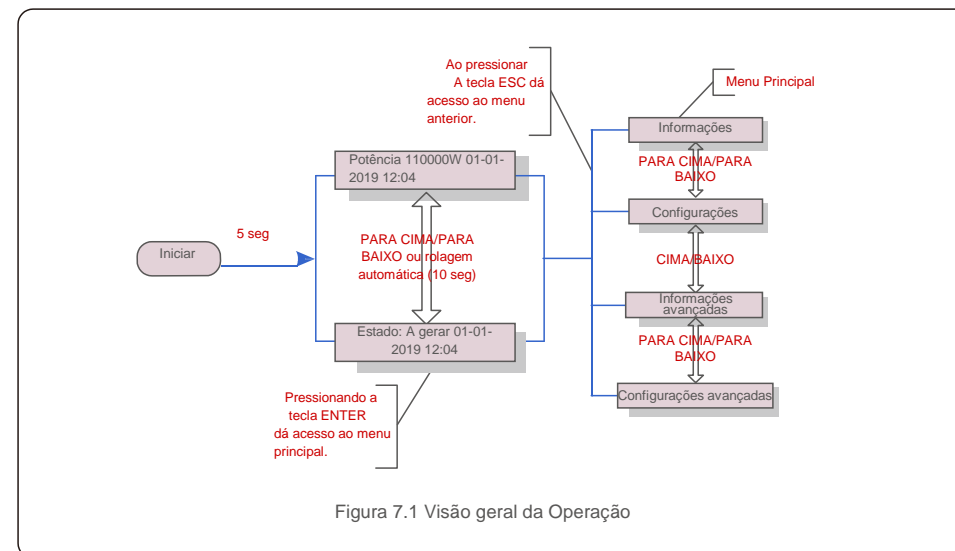 Ao pressionar
A tecla ESC dá
acesso ao menu
anterior.
Menu Principal
Informações
PARA CIMA/PARA
BAIXO
Potência 110000W 01-01-
2019 12:04
Configurações
5 seg
Iniciar
PARA CIMA/PARA
BAIXO ou rolagem
automática (10 seg)
CIMA/BAIXO
Informações
avançadas
Estado: A gerar 01-01-
2019 12:04
PARA CIMA/PARA
BAIXO
Configurações avançadas
Pressionando a
tecla ENTER
dá acesso ao menu
principal.
Figura 7.1 Visão geral da Operação